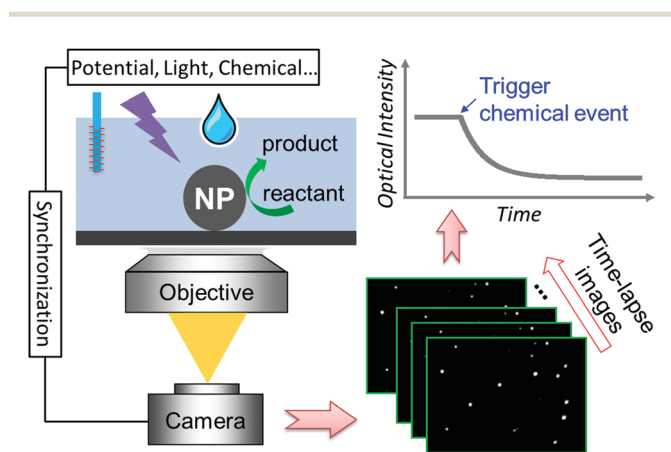 Potential, Light, Chemical...
product
NP
reactant
Synchronization
Objective
Camera
Optical Intensity
Trigger
chemical event
Time
Time-lapse
images
...